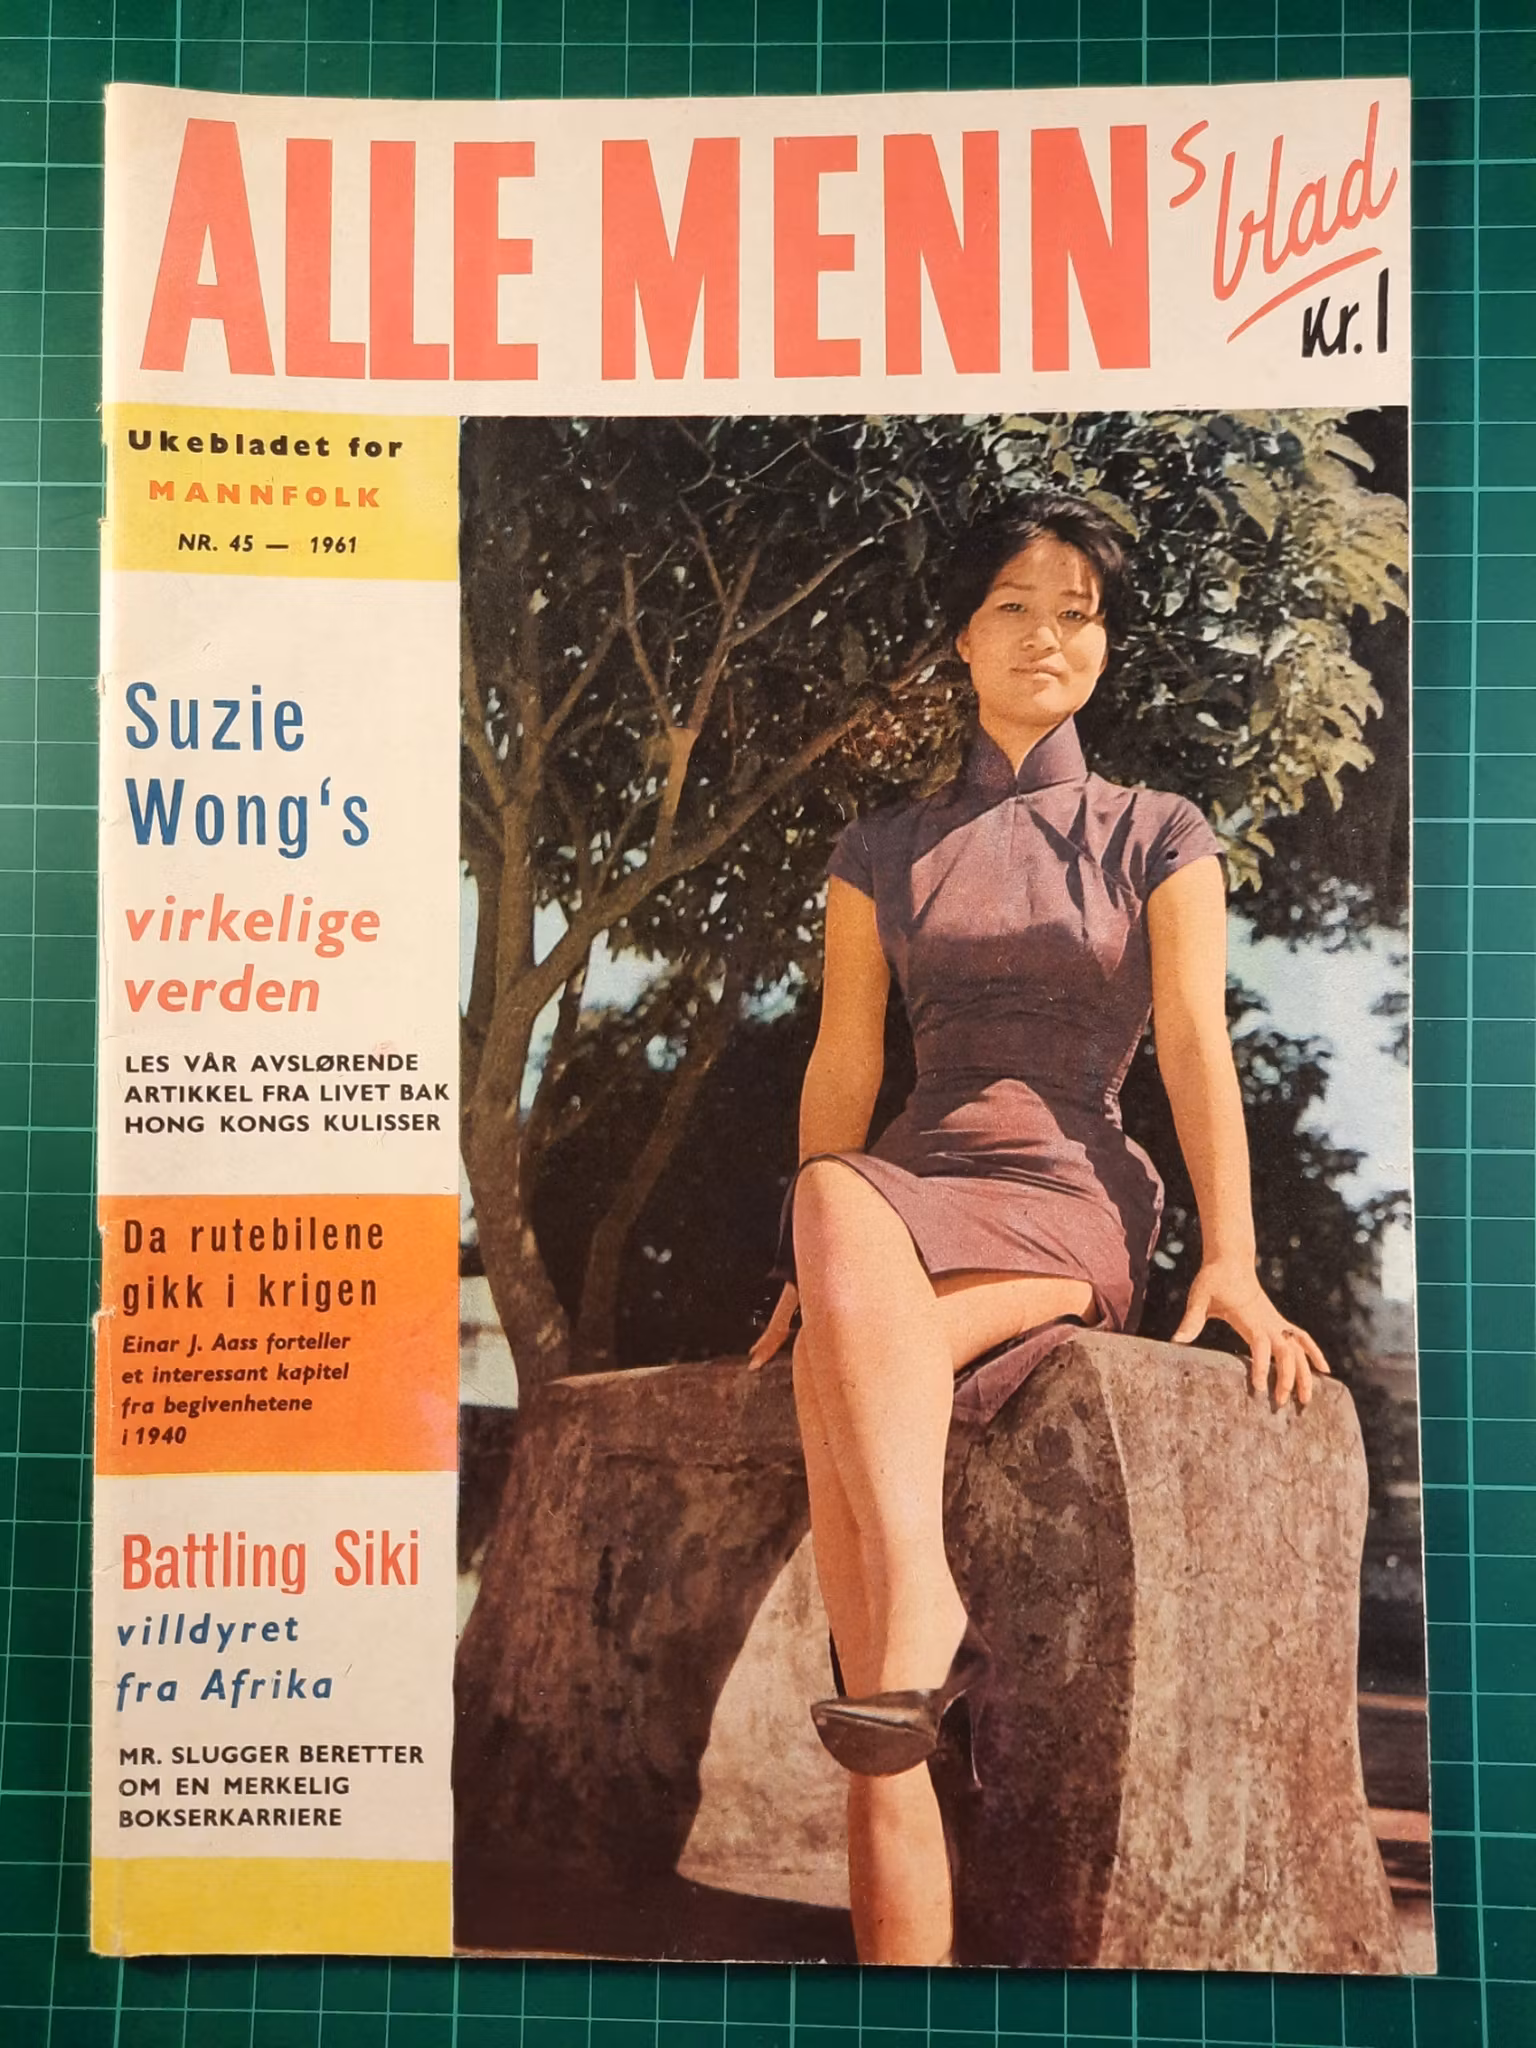 ALLE MENNs blad
Kr. 1
Ukebladet for
MANNFOLK
NR. 45 — 1961
Suzie
Wong‘s
virkelige
verden
LES VÅR AVSLØRENDE
ARTIKKEL FRA LIVET BAK
HONG KONGS KULISSER
Da rutebilene
gikk i krigen
Einar J. Aass forteller
et interessant kapitel
fra begivenhetene
i 1940
Battling Siki
villdyret
fra Afrika
MR. SLUGGER BERETTER
OM EN MERKELIG
BOKSERKARRIERE